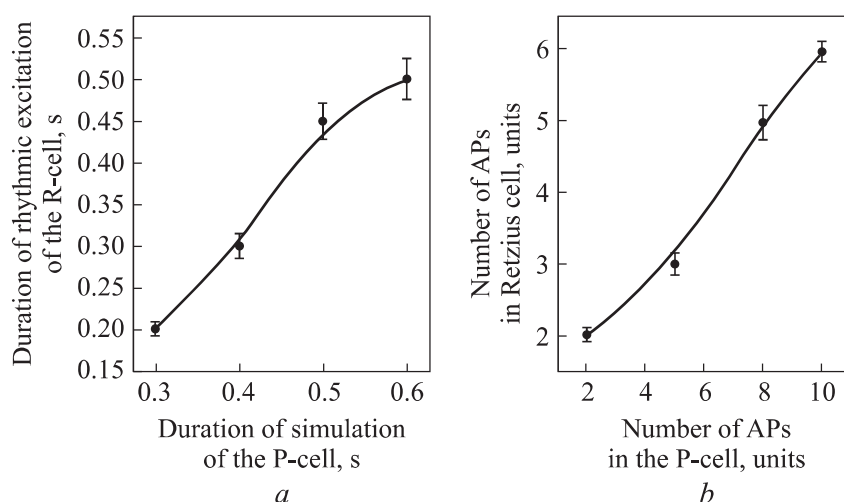 Duration of rhythmic excitation
of the R-cell, s
0.55
0.50
0.45
0.40
0.35
0.30
0.25
0.20
0.15
0.3 0.4 0.5 0.6
Duration of simulation
of the P-cell, s
a
Number of APs
in Retzius cell, units
6
5
4
3
2
2 4 6 8 10
Number of APs
in the P-cell, units
b